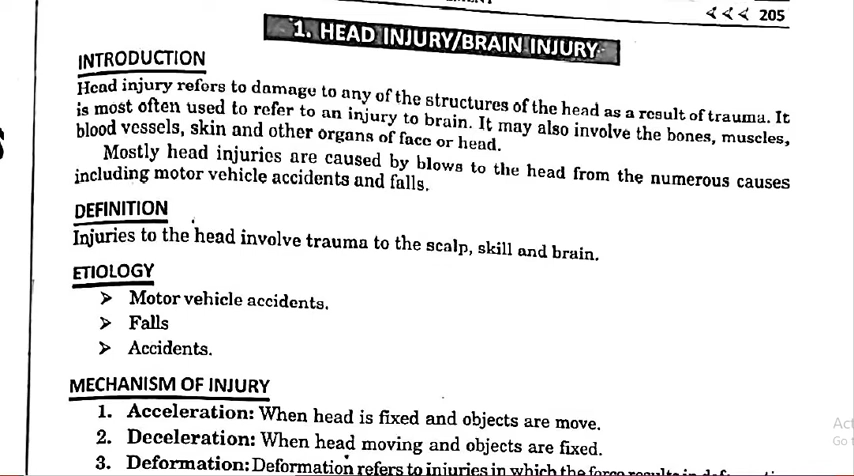 205
1. HEAD INJURY/BRAIN INJURY
INTRODUCTION
Head injury refers to damage to any of the structures of the head as a result of trauma. It
is most often used to refer to an injury to brain. It may also involve the bones, muscles,
blood vessels, skin and other organs of face or head.
Mostly head injuries are caused by blows to the head from the numerous causes
including motor vehicle accidents and falls.
DEFINITION
Injuries to the head involve trauma to the scalp, skill and brain.
ETIOLOGY
➢ Motor vehicle accidents.
➢ Falls
➢ Accidents.
MECHANISM OF INJURY
1. Acceleration: When head is fixed and objects are move.
2. Deceleration: When head moving and objects are fixed.
3. Deformation: Deformation refers to injuries in which the force results in